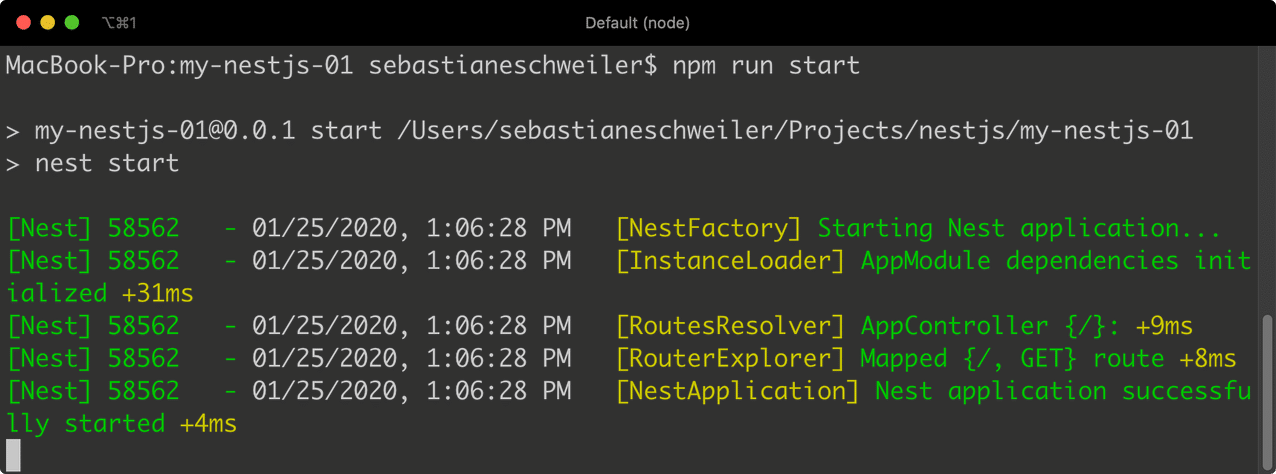 ⌥⌘1 Default (node)
MacBook-Pro:my-nestjs-01 sebastianeschweiler$ npm run start
> my-nestjs-01@0.0.1 start /Users/sebastianeschweiler/Projects/nestjs/my-nestjs-01
> nest start
[Nest] 58562   - 01/25/2020, 1:06:28 PM   [NestFactory] Starting Nest application...
[Nest] 58562   - 01/25/2020, 1:06:28 PM   [InstanceLoader] AppModule dependencies init
ialized +31ms
[Nest] 58562   - 01/25/2020, 1:06:28 PM   [RoutesResolver] AppController {/}: +9ms
[Nest] 58562   - 01/25/2020, 1:06:28 PM   [RouterExplorer] Mapped {/, GET} route +8ms
[Nest] 58562   - 01/25/2020, 1:06:28 PM   [NestApplication] Nest application successfu
lly started +4ms